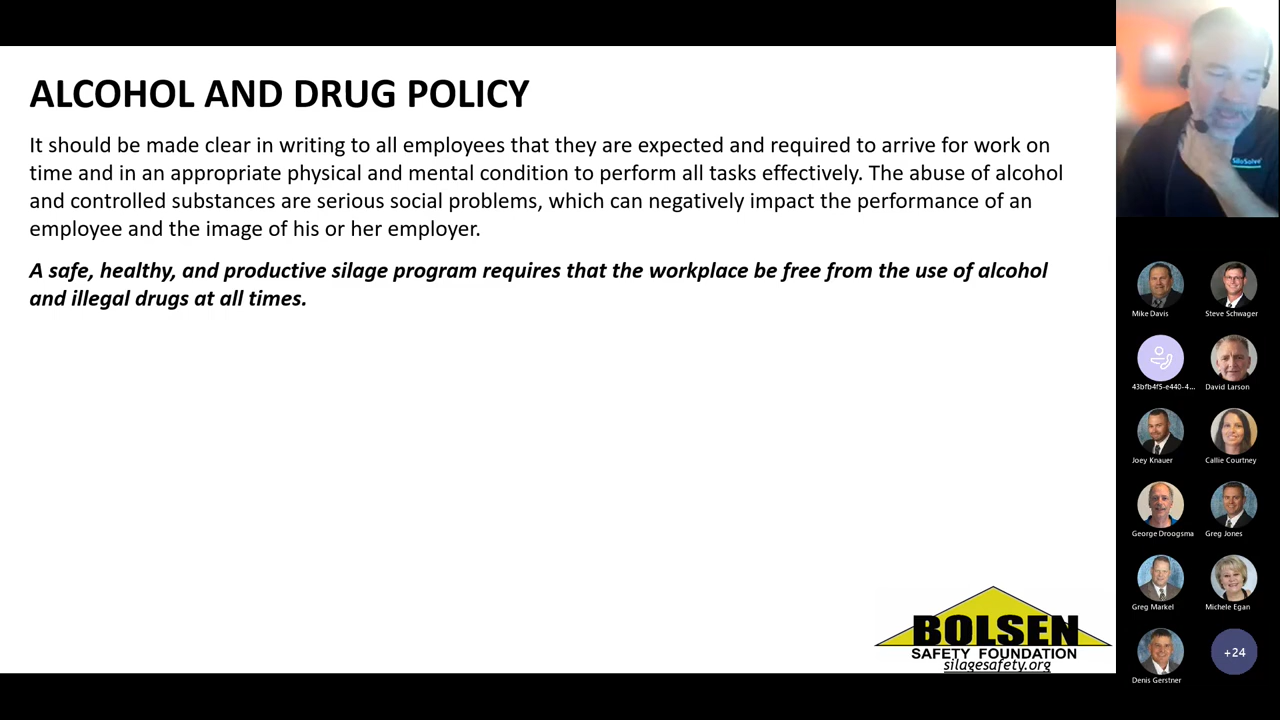 ALCOHOL AND DRUG POLICY
It should be made clear in writing to all employees that they are expected and required to arrive for work on
time and in an appropriate physical and mental condition to perform all tasks effectively. The abuse of alcohol
and controlled substances are serious social problems, which can negatively impact the performance of an
employee and the image of his or her employer.
A safe, healthy, and productive silage program requires that the workplace be free from the use of alcohol
and illegal drugs at all times.
BOLSEN
SAFETY FOUNDATION
silagesafety.org
SiloSolve
Mike Davis
Steve Schwager
43bfb4f5-e440-4...
David Larson
Joey Knauer
Callie Courtney
George Droogsma
Greg Jones
Greg Markel
Michele Egan
Denis Gerstner
+24